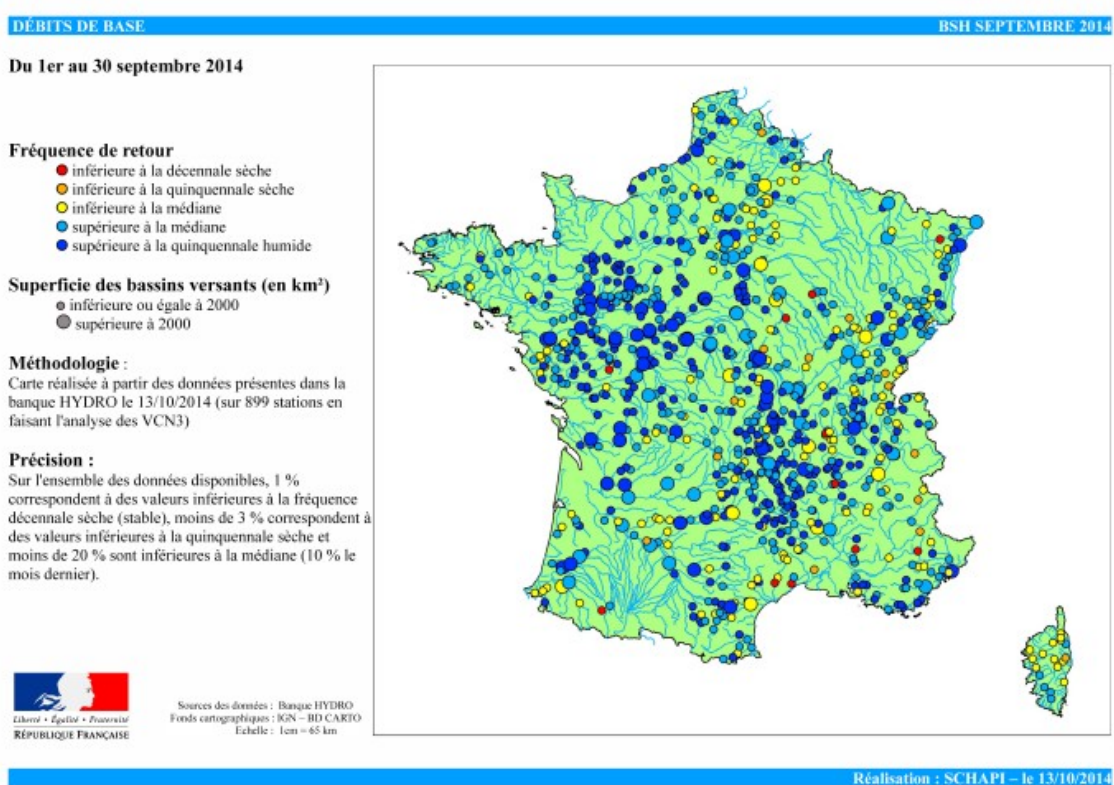 DÉBITS DE BASE
BSH SEPTEMBRE 2014
Du 1er au 30 septembre 2014
Fréquence de retour
inférieure à la décennale sèche
inférieure à la quinquennale sèche
inférieure à la médiane
supérieure à la médiane
supérieure à la quinquennale humide
Superficie des bassins versants (en km²)
inférieure ou égale à 2000
supérieure à 2000
Méthodologie :
Carte réalisée à partir des données présentes dans la
banque HYDRO le 13/10/2014 (sur 899 stations en
faisant l'analyse des VCN3)
Précision :
Sur l'ensemble des données disponibles, 1 %
correspondent à des valeurs inférieures à la fréquence
décennale sèche (stable), moins de 3 % correspondent à
des valeurs inférieures à la quinquennale sèche et
moins de 20 % sont inférieures à la médiane (10 % le
mois dernier).
Liberté • Égalité • Fraternité
RÉPUBLIQUE FRANÇAISE
Sources des données : Banque HYDRO
Fonds cartographiques : IGN – BD CARTO
Echelle : 1cm = 65 km
Réalisation : SCHAPI – le 13/10/2014